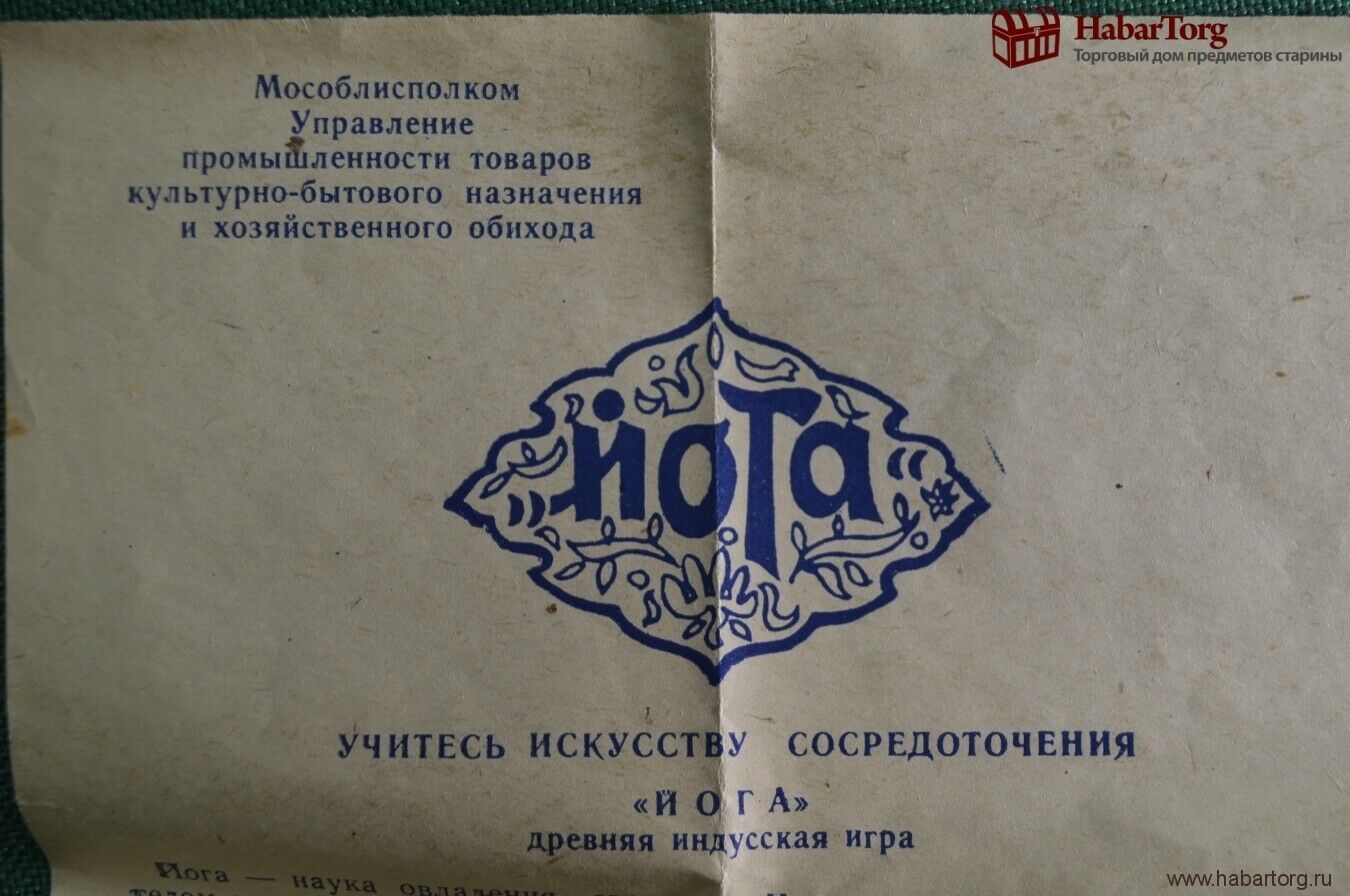 HabarTorg
Торговый дом предметов старины
Мособлисполком
Управление
промышленности товаров
культурно-бытового назначения
и хозяйственного обихода
йога
УЧИТЕСЬ ИСКУССТВУ СОСРЕДОТОЧЕНИЯ
«ЙОГА»
древняя индусская игра
Йога — наука овладения
www.habartorg.ru